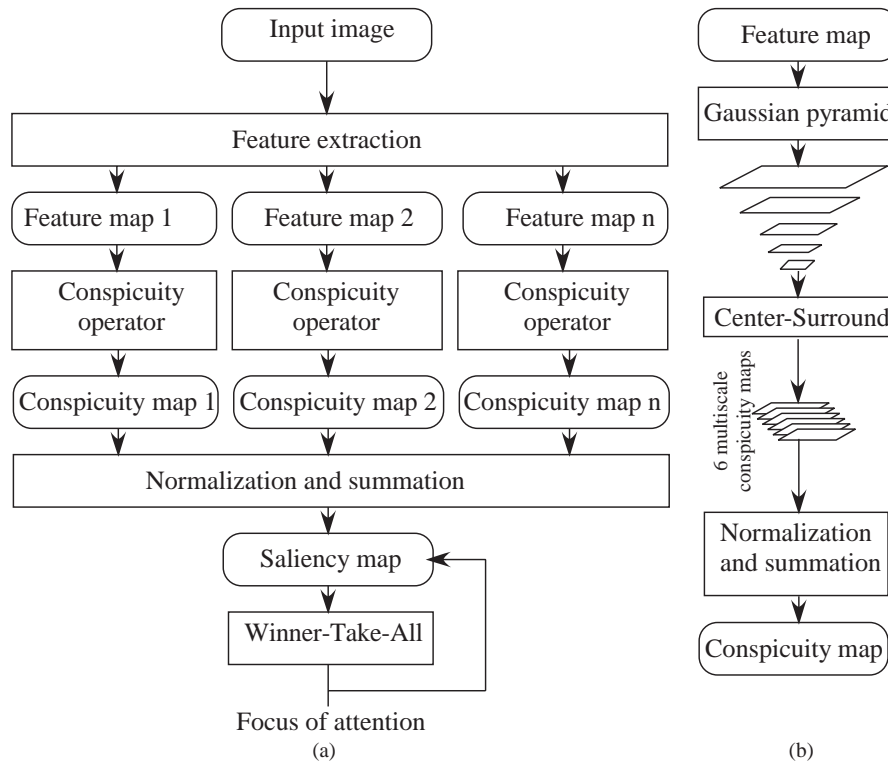 Input image
Feature extraction
Feature map 1
Feature map 2
Feature map n
Conspicuity
operator
Conspicuity
operator
Conspicuity
operator
Conspicuity map 1
Conspicuity map 2
Conspicuity map n
Normalization and summation
Saliency map
Winner-Take-All
Focus of attention
(a)
Feature map
Gaussian pyramid
Center-Surround
6 multiscale
conspicuity maps
Normalization
and summation
Conspicuity map
(b)